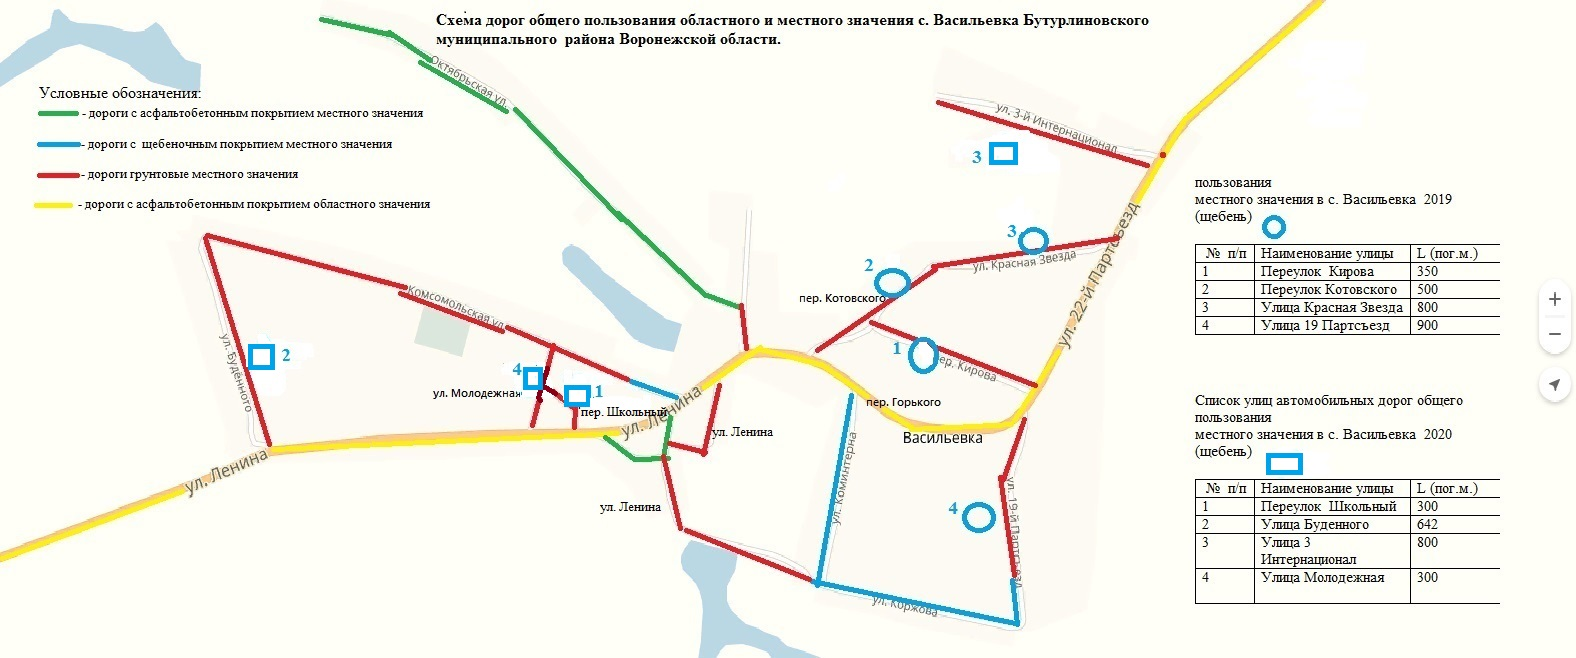 Схема дорог общего пользования областного и местного значения с. Васильевка Бутурлиновского
муниципального района Воронежской области.
Условные обозначения:
- дороги с асфальтобетонным покрытием местного значения
- дороги с щебеночным покрытием местного значения
- дороги грунтовые местного значения
- дороги с асфальтобетонным покрытием областного значения
Октябрьская ул.
ул. 3-й Интернационал
3
ул. 22-й Партсъезд
3
ул. Красная Звезда
2
пер. Котовского
1
пер. Кирова
Комсомольская ул.
ул. Будённого
2
4
ул. Молодежная
1
пер. Школьный
ул. Ленина
ул. Ленина
пер. Горького
Васильевка
ул. Ленина
ул. Ленина
ул. Коминтерна
4
ул. 19-й Партсъезд
ул. Коржова
пользования
местного значения в с. Васильевка 2019
(щебень)
№ п/п Наименование улицы L (пог.м.)
1 Переулок Кирова 350
2 Переулок Котовского 500
3 Улица Красная Звезда 800
4 Улица 19 Партсъезд 900
Список улиц автомобильных дорог общего
пользования
местного значения в с. Васильевка 2020
(щебень)
№ п/п Наименование улицы L (пог.м.)
1 Переулок Школьный 300
2 Улица Буденного 642
3 Улица 3 800
Интернационал
4 Улица Молодежная 300
+
−